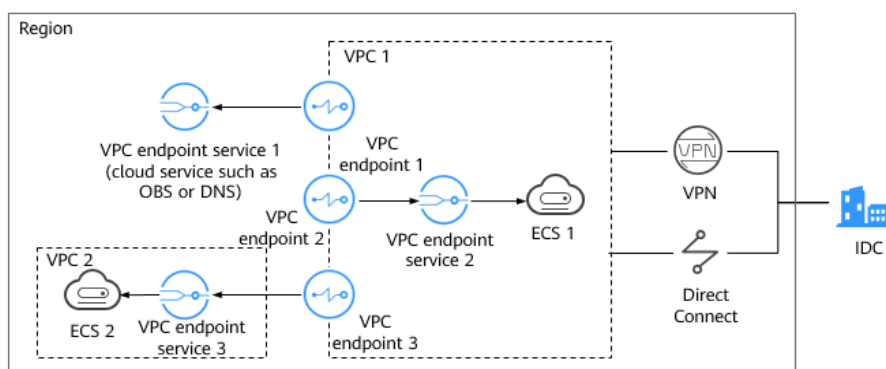 Region
VPC 1
VPC endpoint service 1
(cloud service such as
OBS or DNS)
VPC
endpoint 1
VPC
endpoint 2
VPC endpoint
service 2
ECS 1
VPN
VPN
IDC
Direct
Connect
VPC 2
ECS 2
VPC endpoint
service 3
VPC
endpoint 3